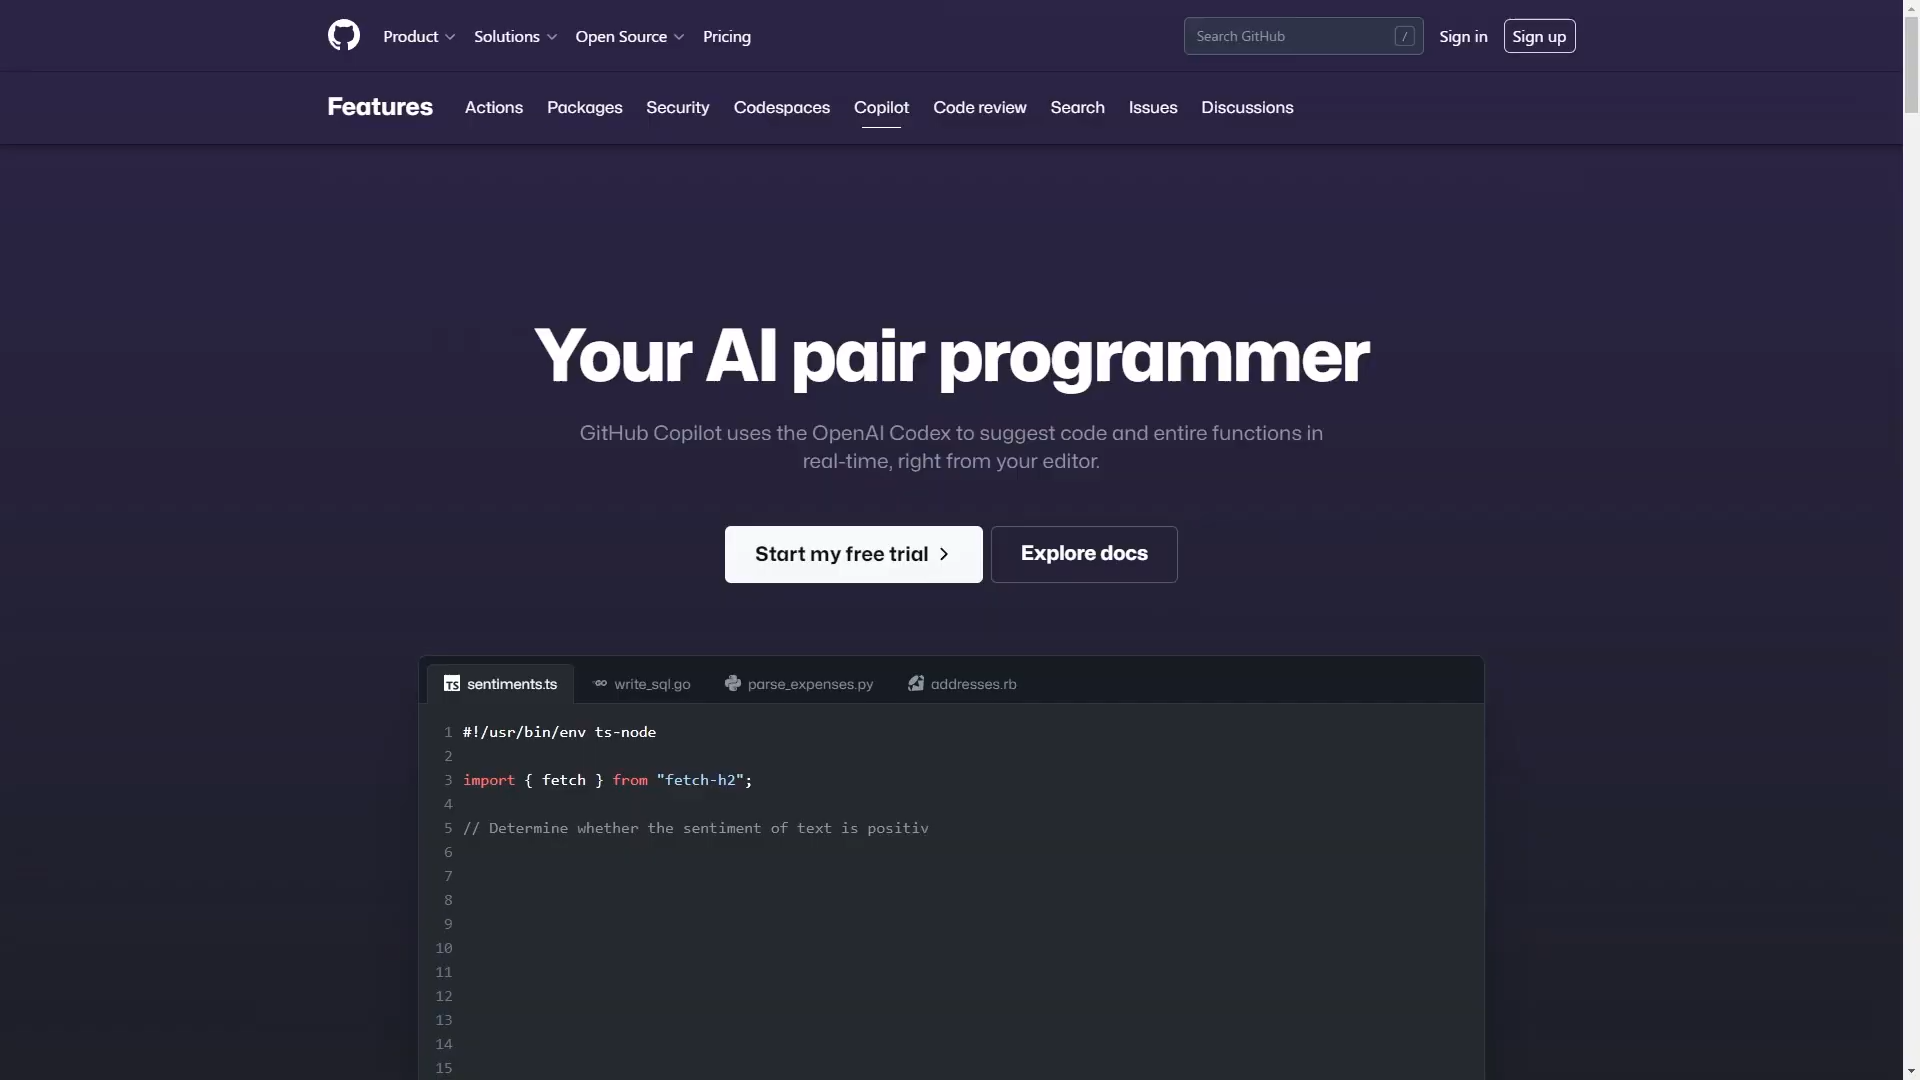 Product Solutions Open Source Pricing Search GitHub / Sign in Sign up
Features Actions Packages Security Codespaces Copilot Code review Search Issues Discussions
Your AI pair programmer
GitHub Copilot uses the OpenAI Codex to suggest code and entire functions in
real-time, right from your editor.
Start my free trial Explore docs
TS sentiments.ts GO write_sql.go parse_expenses.py addresses.rb
1 #!/usr/bin/env ts-node
2
3 import { fetch } from "fetch-h2";
4
5 // Determine whether the sentiment of text is positiv
6
7
8
9
10
11
12
13
14
15